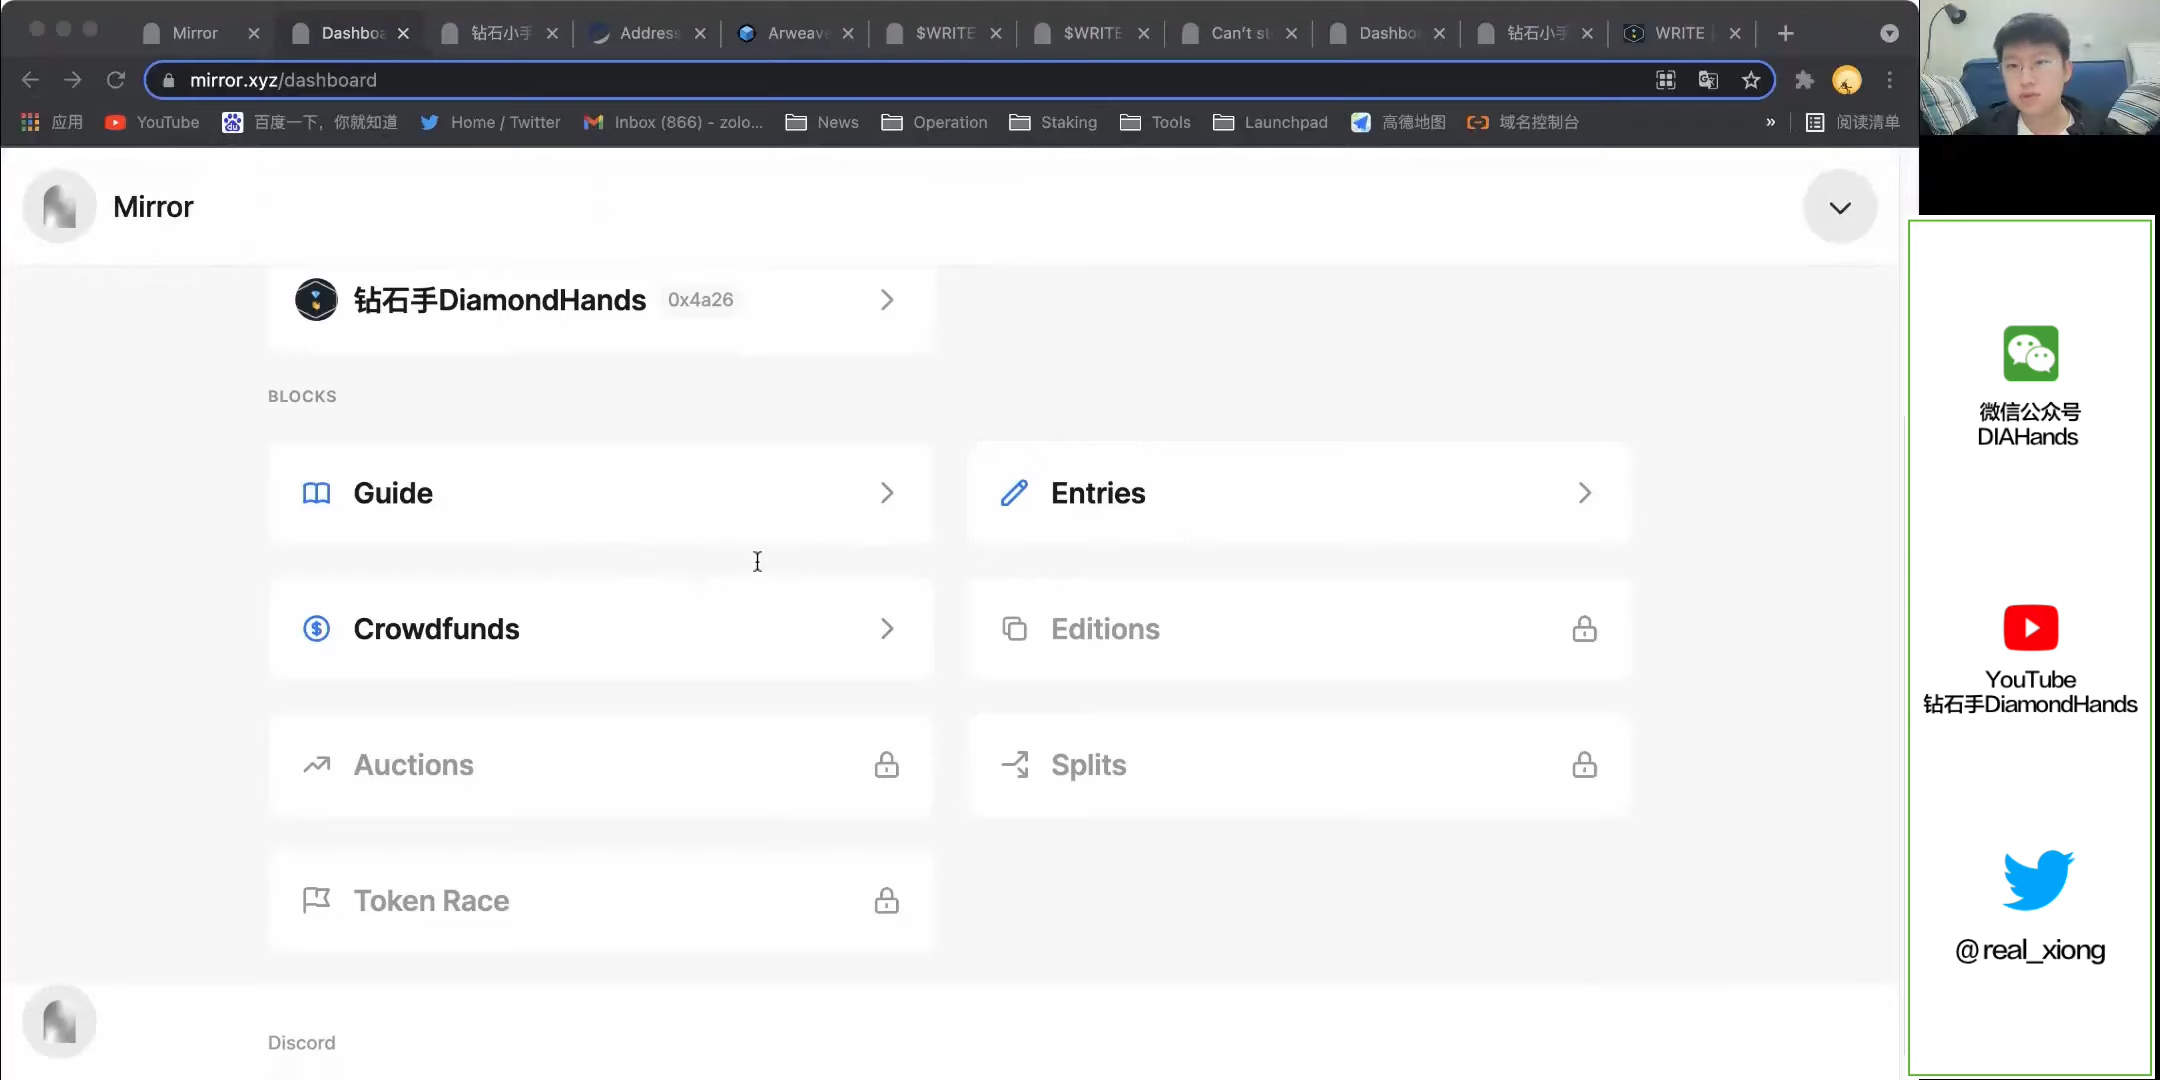 Mirror
Dashboa
钻石小手
Address
Arweave
$WRITE
$WRITE
Can't st
Dashbo
钻石小手
WRITE
mirror.xyz/dashboard
应用
YouTube
百度一下，你就知道
Home / Twitter
Inbox (866) - zolo...
News
Operation
Staking
Tools
Launchpad
高德地图
域名控制台
»
阅读清单
Mirror
钻石手DiamondHands 0x4a26
BLOCKS
Guide
Entries
Crowdfunds
Editions
Auctions
Splits
Token Race
Discord
微信公众号
DIAHands
YouTube
钻石手DiamondHands
@real_xiong